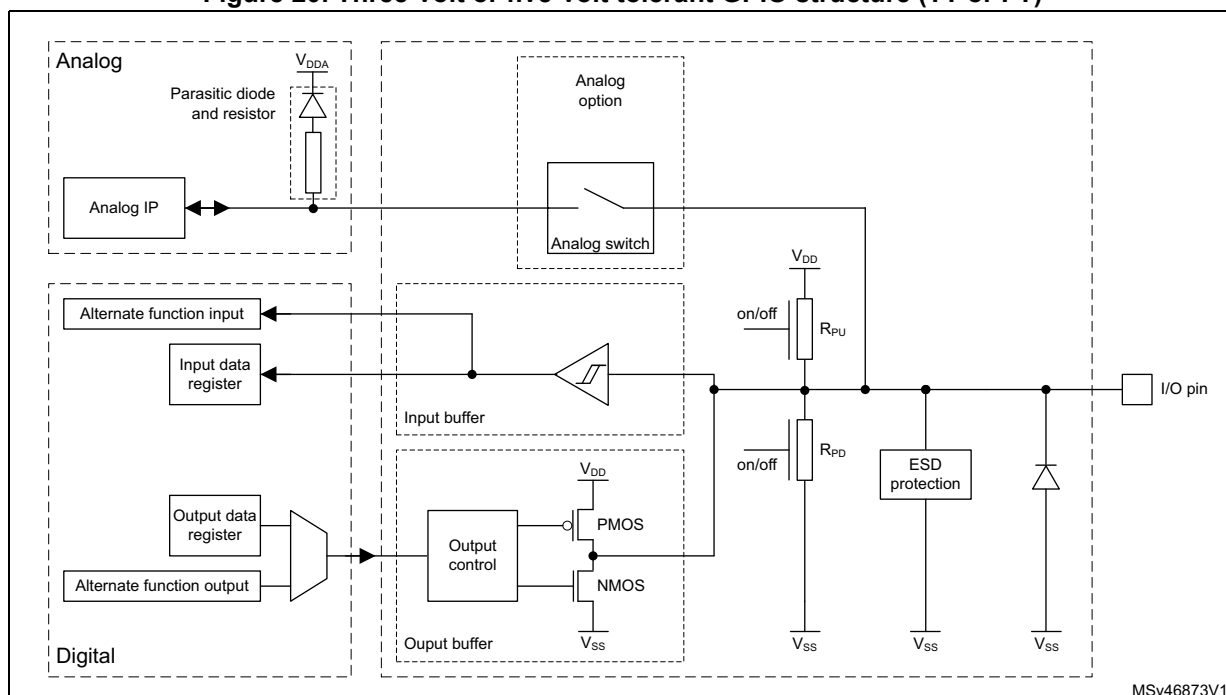 Analog
V_DDA
Parasitic diode
and resistor
Analog
option
Analog IP
Analog switch
V_DD
Alternate function input
on/off
R_PU
Input data
register
I/O pin
Input buffer
on/off
R_PD
ESD
protection
V_DD
Output data
register
PMOS
Output
control
Alternate function output
NMOS
V_SS
Ouput buffer
V_SS
V_SS
V_SS
Digital
MSv46873V1